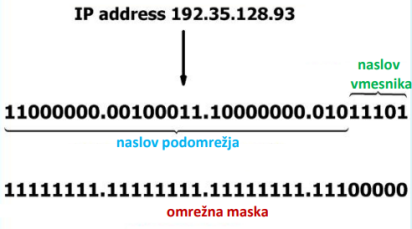 IP address 192.35.128.93
naslov
vmesnika
11000000.00100011.10000000.01011101
naslov podomrežja
11111111.11111111.11111111.11100000
omrežna maska